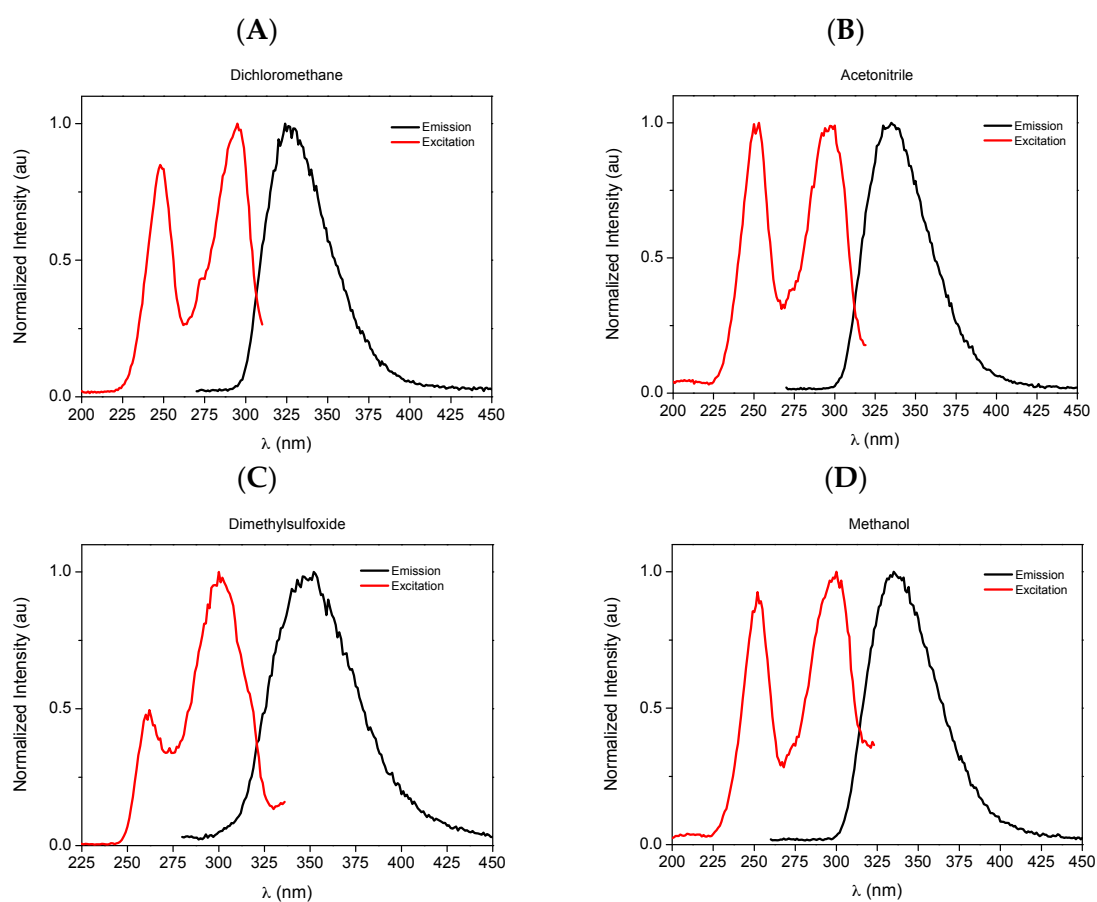 (A)
Dichloromethane
Emission
Excitation
Normalized Intensity (au)
1.0
0.5
0.0
200 225 250 275 300 325 350 375 400 425 450
λ (nm)
(B)
Acetonitrile
Emission
Excitation
Normalized Intensity (au)
1.0
0.5
0.0
200 225 250 275 300 325 350 375 400 425 450
λ (nm)
(C)
Dimethylsulfoxide
Emission
Excitation
Normalized Intensity (au)
1.0
0.5
0.0
225 250 275 300 325 350 375 400 425 450
λ (nm)
(D)
Methanol
Emission
Excitation
Normalized Intensity (au)
1.0
0.5
0.0
200 225 250 275 300 325 350 375 400 425 450
λ (nm)